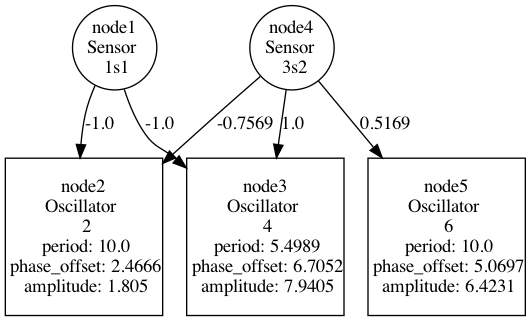 node1
Sensor
1s1
node4
Sensor
3s2
-1.0
-1.0
-0.7569
1.0
0.5169
node2
Oscillator
2
period: 10.0
phase_offset: 2.4666
amplitude: 1.805
node3
Oscillator
4
period: 5.4989
phase_offset: 6.7052
amplitude: 7.9405
node5
Oscillator
6
period: 10.0
phase_offset: 5.0697
amplitude: 6.4231